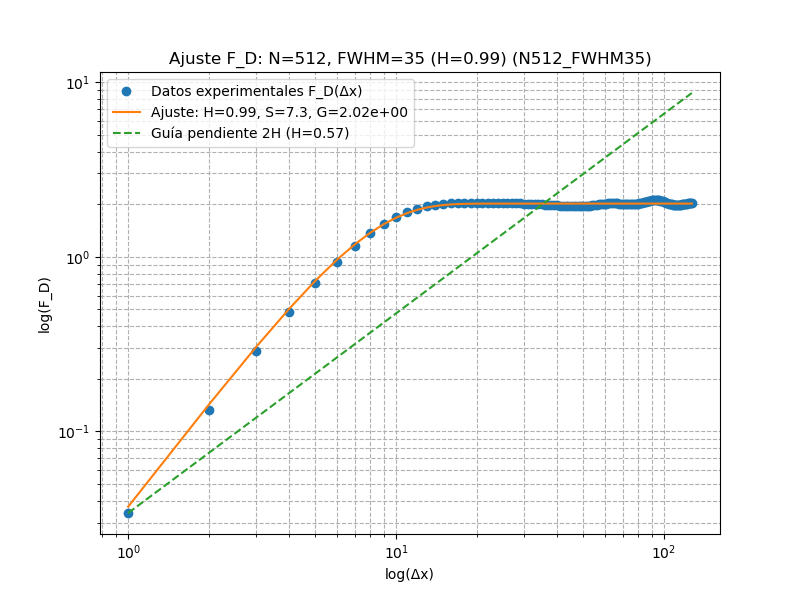 Ajuste F_D: N=512, FWHM=35 (H=0.99) (N512_FWHM35)
Datos experimentales F_D(Δx)
Ajuste: H=0.99, S=7.3, G=2.02e+00
Guía pendiente 2H (H=0.57)
log(F_D)
10¹
10⁰
10⁻¹
10⁰
10¹
10²
log(Δx)